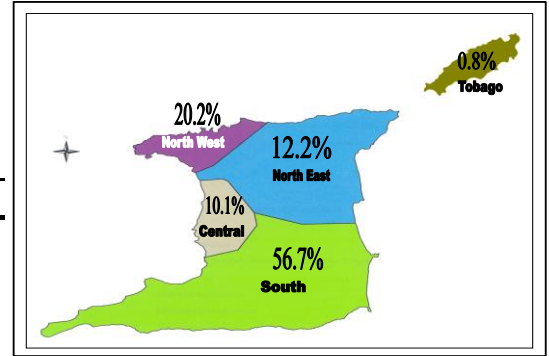 0.8%
Tobago
20.2%
North West
12.2%
North East
10.1%
Central
56.7%
South